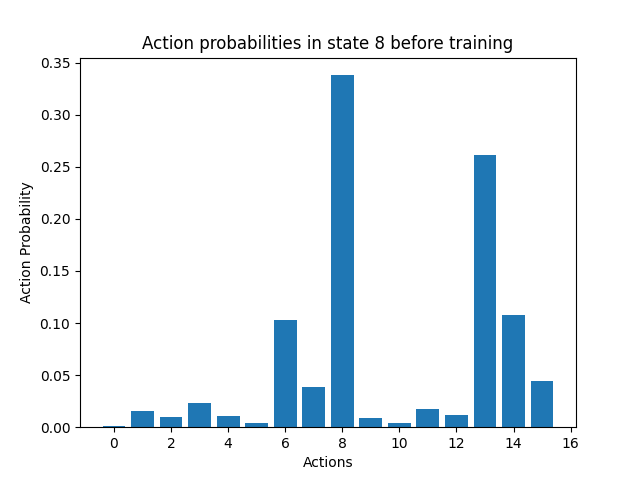 Action probabilities in state 8 before training
0.35
0.30
0.25
0.20
0.15
0.10
0.05
0.00
Action Probability
0 2 4 6 8 10 12 14 16
Actions